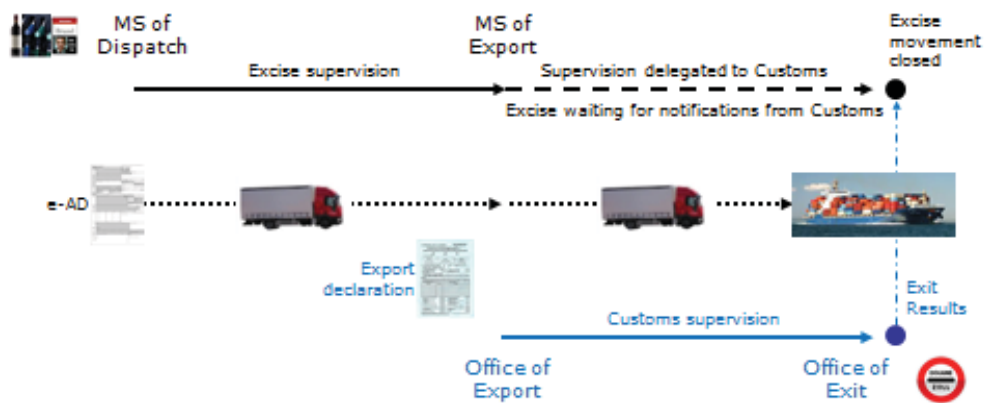 MS of
Dispatch
MS of
Export
Excise
movement
closed
Excise supervision
Supervision delegated to Customs
Excise waiting for notifications from Customs
e-AD
Export
declaration
Exit
Results
Customs supervision
Office of
Export
Office of
Exit